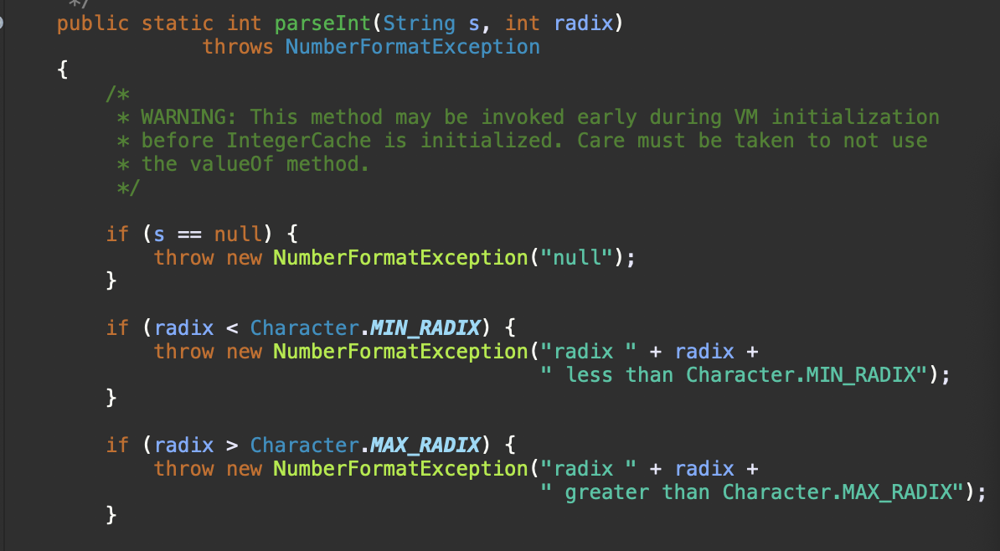 */
public static int parseInt(String s, int radix)
throws NumberFormatException
{
/*
* WARNING: This method may be invoked early during VM initialization
* before IntegerCache is initialized. Care must be taken to not use
* the valueOf method.
*/
if (s == null) {
throw new NumberFormatException("null");
}
if (radix < Character.MIN_RADIX) {
throw new NumberFormatException("radix " + radix +
" less than Character.MIN_RADIX");
}
if (radix > Character.MAX_RADIX) {
throw new NumberFormatException("radix " + radix +
" greater than Character.MAX_RADIX");
}